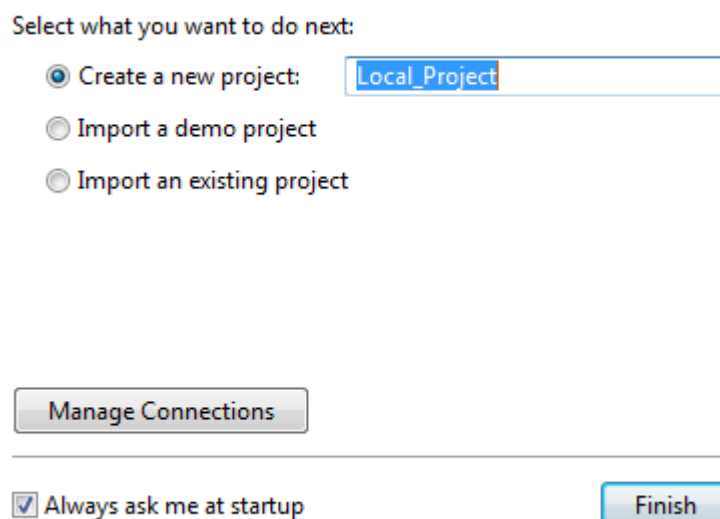 Select what you want to do next:
Create a new project: Local_Project
Import a demo project
Import an existing project
Manage Connections
Always ask me at startup Finish